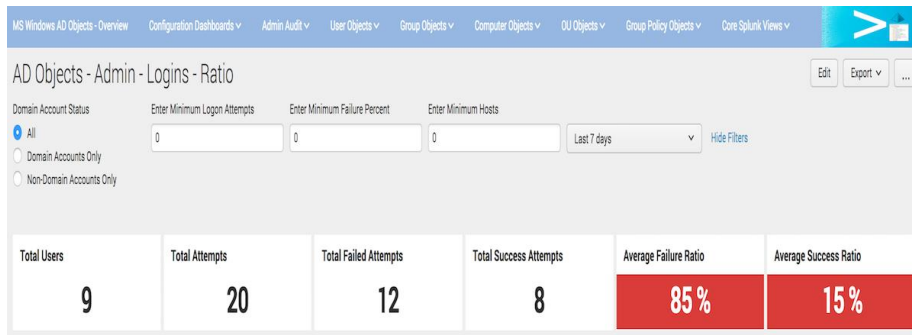 MS Windows AD Objects - Overview Configuration Dashboards Admin Audit User Objects Group Objects Computer Objects OU Objects Group Policy Objects Core Splunk Views
AD Objects - Admin - Logins - Ratio
Edit Export ...
Domain Account Status Enter Minimum Logon Attempts Enter Minimum Failure Percent Enter Minimum Hosts
All 0 0 0 Last 7 days Hide Filters
Domain Accounts Only
Non-Domain Accounts Only
Total Users Total Attempts Total Failed Attempts Total Success Attempts Average Failure Ratio Average Success Ratio
9 20 12 8 85% 15%